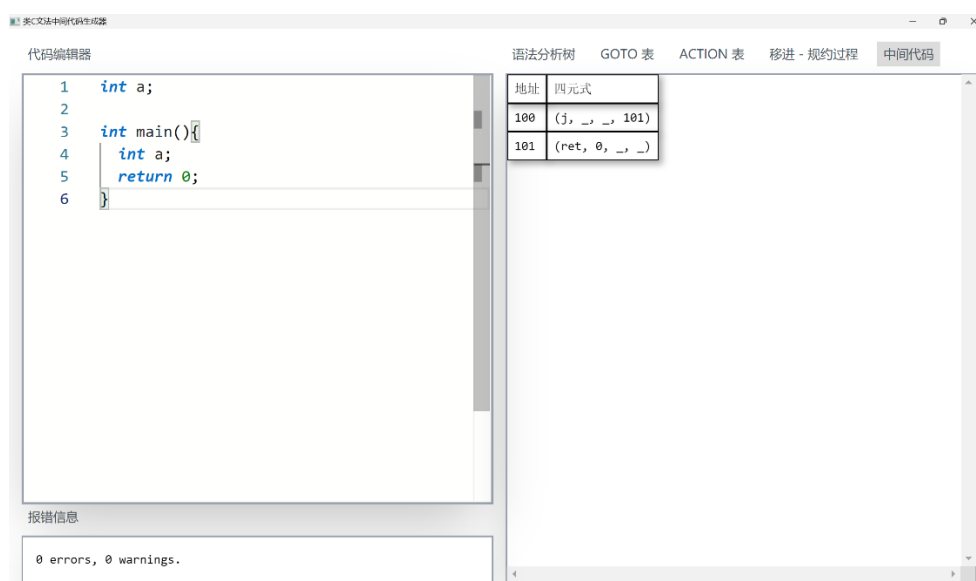 类C文法中间代码生成器
代码编辑器
1 int a;
2
3 int main(){
4 int a;
5 return 0;
6 }
报错信息
0 errors, 0 warnings.
语法分析树 GOTO 表 ACTION 表 移进 - 规约过程 中间代码
地址 四元式
100 (j, _, _, 101)
101 (ret, 0, _, _)